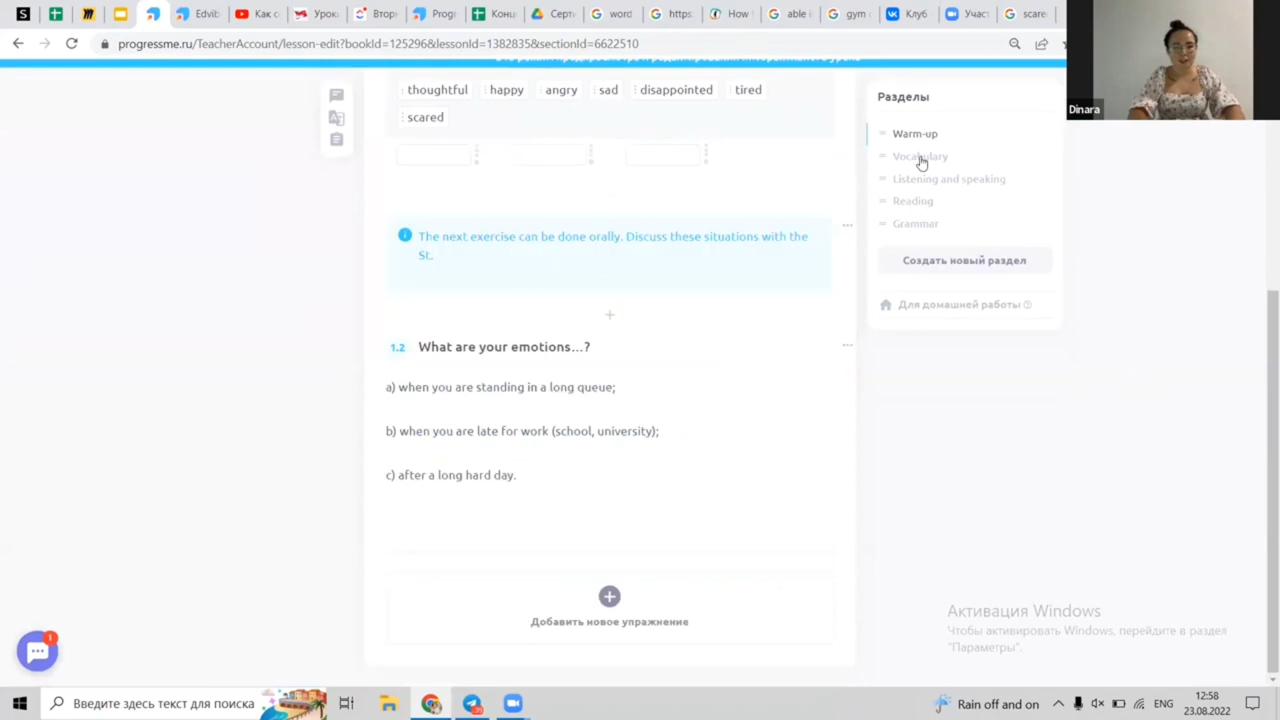 Edvib
Как с
Урок
Втор
Progr
Конц
Серти
word
https:
How t
able i
gym c
Клуб
Учас
scare
progressme.ru/TeacherAccount/lesson-edit?bookId=125296&lessonId=1382835&sectionId=6622510
Dinara
thoughtful
happy
angry
sad
disappointed
tired
scared
The next exercise can be done orally. Discuss these situations with the
St.
1.2 What are your emotions...?
a) when you are standing in a long queue;
b) when you are late for work (school, university);
c) after a long hard day.
Добавить новое упражнение
Разделы
Warm-up
Vocabulary
Listening and speaking
Reading
Grammar
Создать новый раздел
Для домашней работы
Активация Windows
Чтобы активировать Windows, перейдите в раздел
"Параметры".
1
Введите здесь текст для поиска
Rain off and on
ENG
12:58
23.08.2022